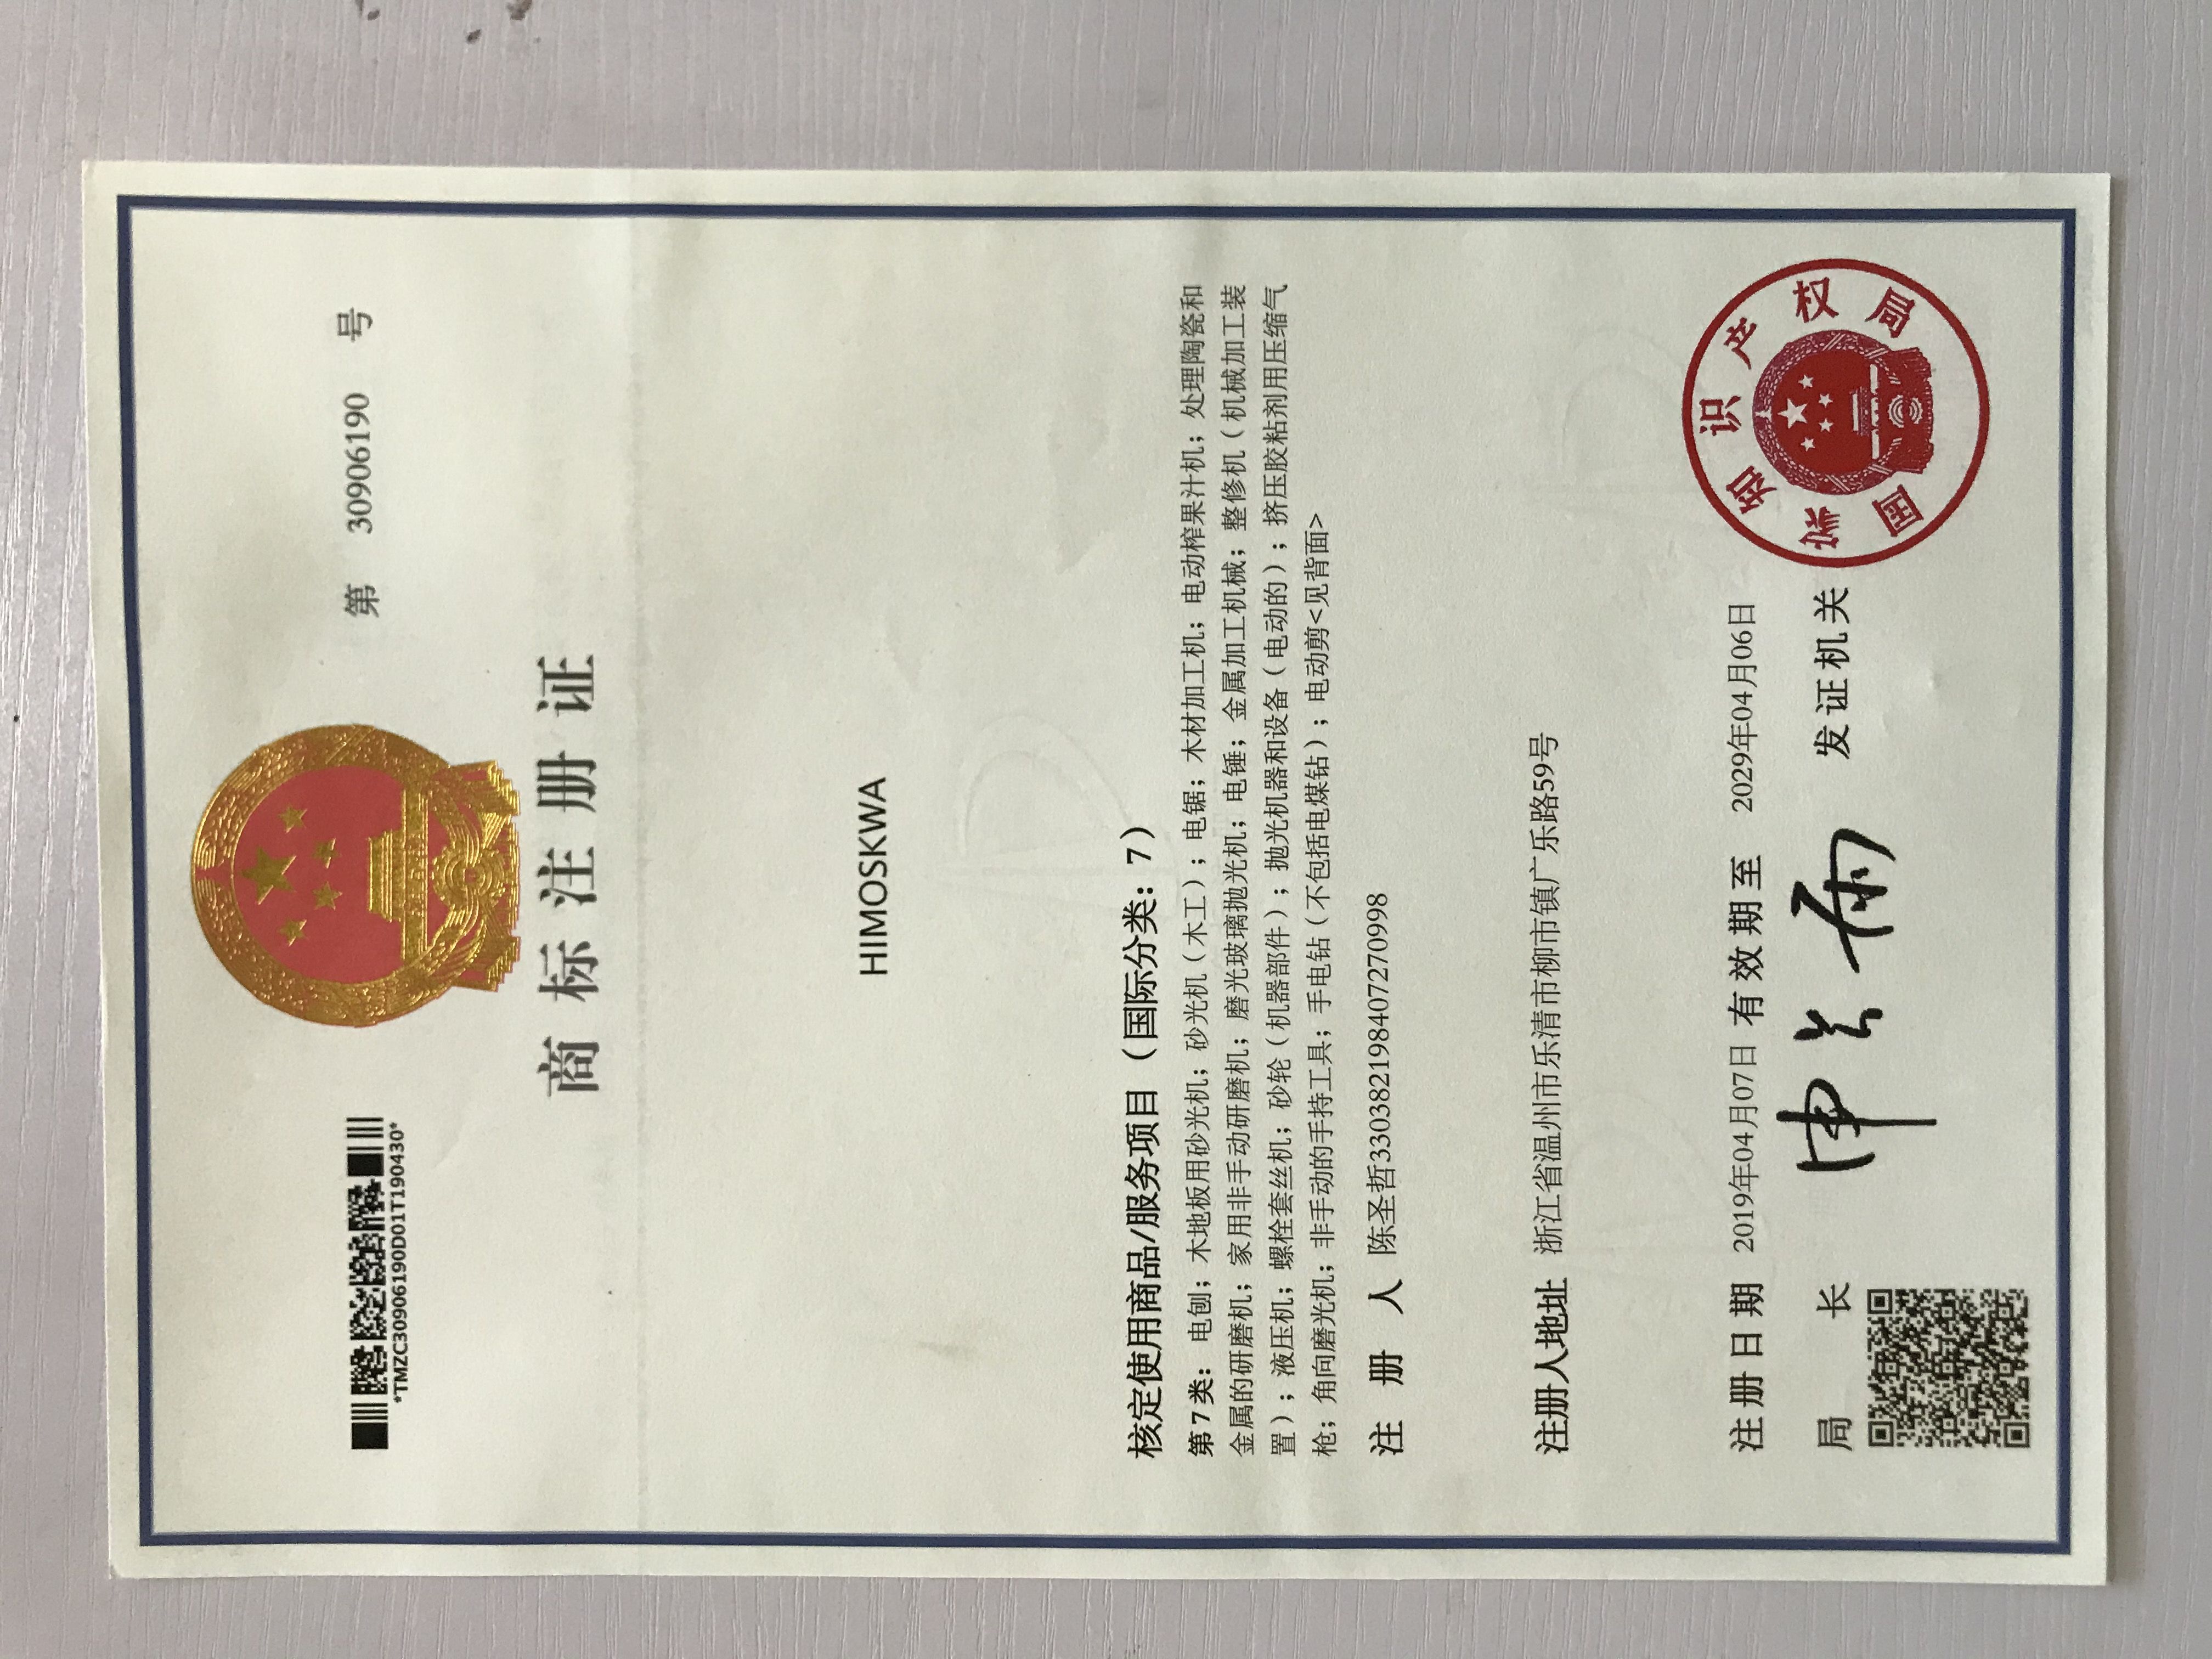 *TMZC30906190D01T190430*
第 30906190 号
商标注册证
HIMOSKWA
核定使用商品/服务项目（国际分类：7）
第7类：电刨；木地板用砂光机；砂光机（木工）；电锯；木材加工机；电动榨果汁机；处理陶瓷和
金属的研磨机；家用非手动研磨机；磨光玻璃抛光机；电锤；金属加工机械；整修机（机械加工装
置）；液压机；螺栓套丝机；砂轮（机器部件）；抛光机器和设备（电动的）；挤压胶粘剂用压缩气
枪；角向磨光机；非手动的手持工具；手电钻（不包括电煤钻）；电动剪<见背面>
注册人 陈圣哲330382198407270998
注册人地址 浙江省温州市乐清市柳市镇广乐路59号
注册日期 2019年04月07日 有效期至 2029年04月06日
局长 申长雨 发证机关
国家知识产权局